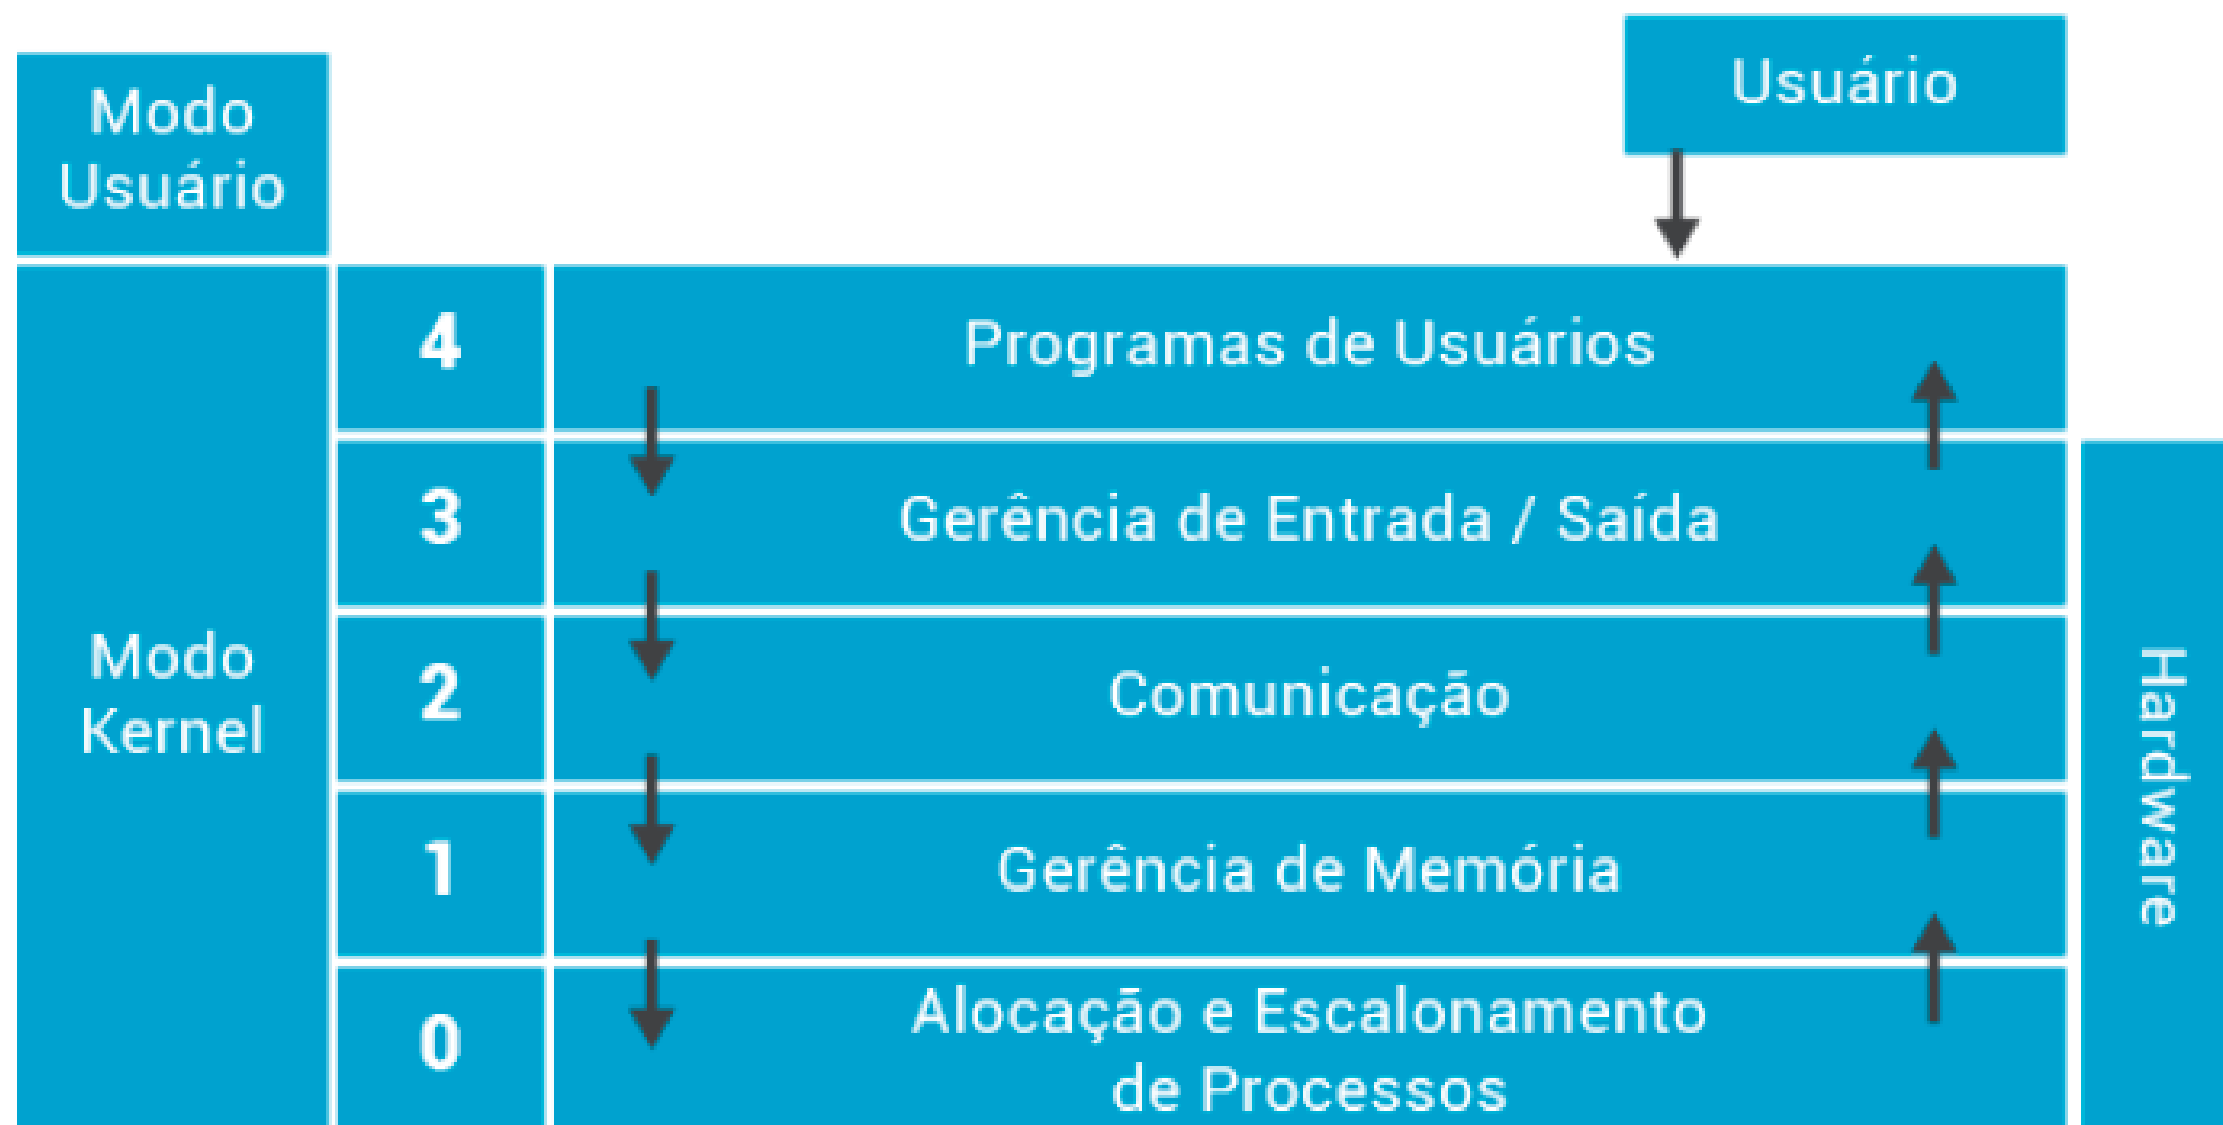 Usuário
Modo
Usuário
4
Programas de Usuários
3
Gerência de Entrada / Saída
Modo
Kernel
2
Comunicação
Hardware
1
Gerência de Memória
0
Alocação e Escalonamento
de Processos